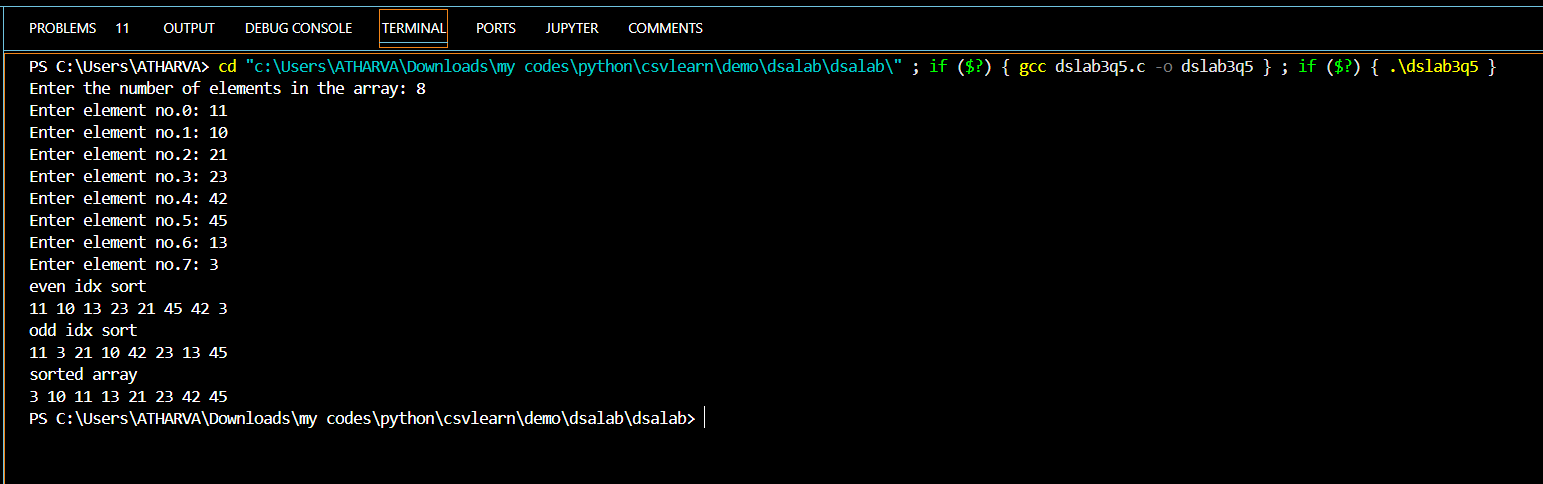 PROBLEMS 11 OUTPUT DEBUG CONSOLE TERMINAL PORTS JUPYTER COMMENTS
PS C:\Users\ATHARVA> cd "c:\Users\ATHARVA\Downloads\my codes\python\csvlearn\demo\dsalab\dsalab\" ; if ($?) { gcc dslab3q5.c -o dslab3q5 } ; if ($?) { .\dslab3q5 }
Enter the number of elements in the array: 8
Enter element no.0: 11
Enter element no.1: 10
Enter element no.2: 21
Enter element no.3: 23
Enter element no.4: 42
Enter element no.5: 45
Enter element no.6: 13
Enter element no.7: 3
even idx sort
11 10 13 23 21 45 42 3
odd idx sort
11 3 21 10 42 23 13 45
sorted array
3 10 11 13 21 23 42 45
PS C:\Users\ATHARVA\Downloads\my codes\python\csvlearn\demo\dsalab\dsalab>